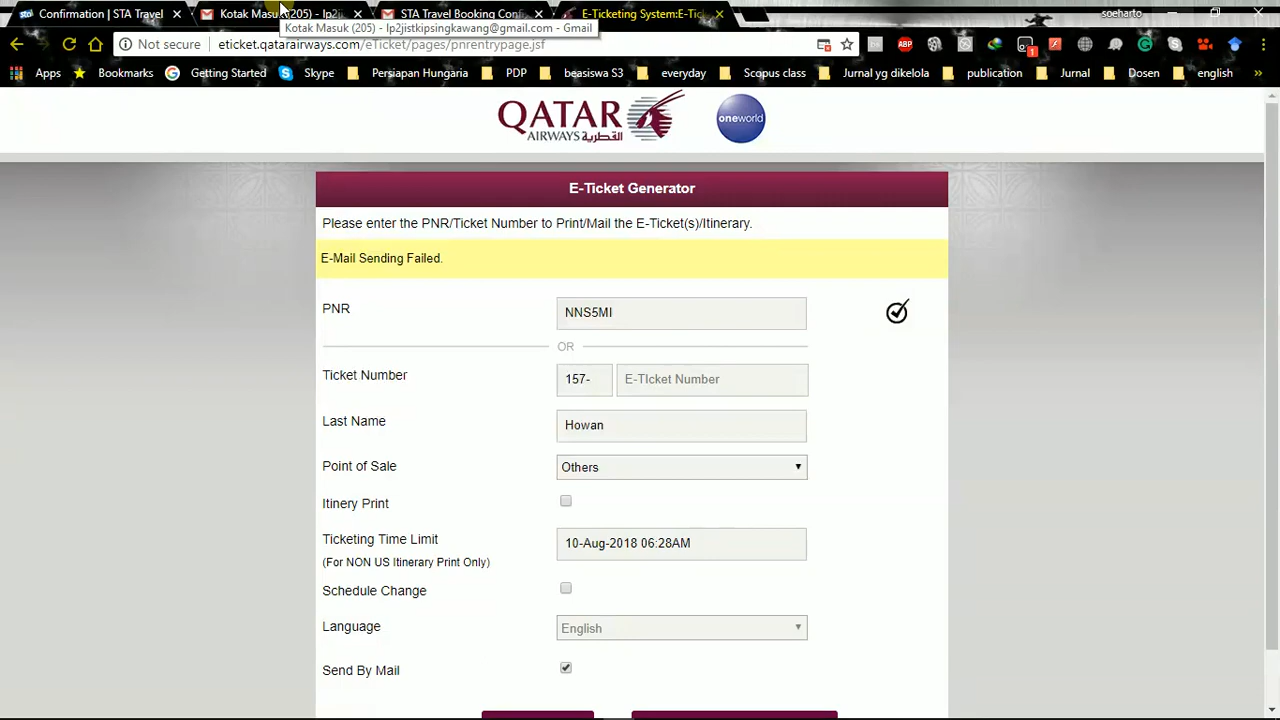 Confirmation | STA Travel
Kotak Masuk (205) - lp2ji
STA Travel Booking Conf
E-Ticketing System:E-Tic
soeharto
Kotak Masuk (205) - lp2jistkipsingkawang@gmail.com - Gmail
Not secure
eticket.qatarairways.com/eTicket/pages/pnrentrypage.jsf
ABP
1
Apps
Bookmarks
Getting Started
Skype
Persiapan Hungaria
PDP
beasiswa S3
everyday
Scopus class
Jurnal yg dikelola
publication
Jurnal
Dosen
english
»
QATAR
AIRWAYS القطرية
oneworld
E-Ticket Generator
Please enter the PNR/Ticket Number to Print/Mail the E-Ticket(s)/Itinerary.
E-Mail Sending Failed.
PNR
NNS5MI
OR
Ticket Number
157-
E-TIcket Number
Last Name
Howan
Point of Sale
Others
Itinery Print
Ticketing Time Limit
10-Aug-2018 06:28AM
(For NON US Itinerary Print Only)
Schedule Change
Language
English
Send By Mail